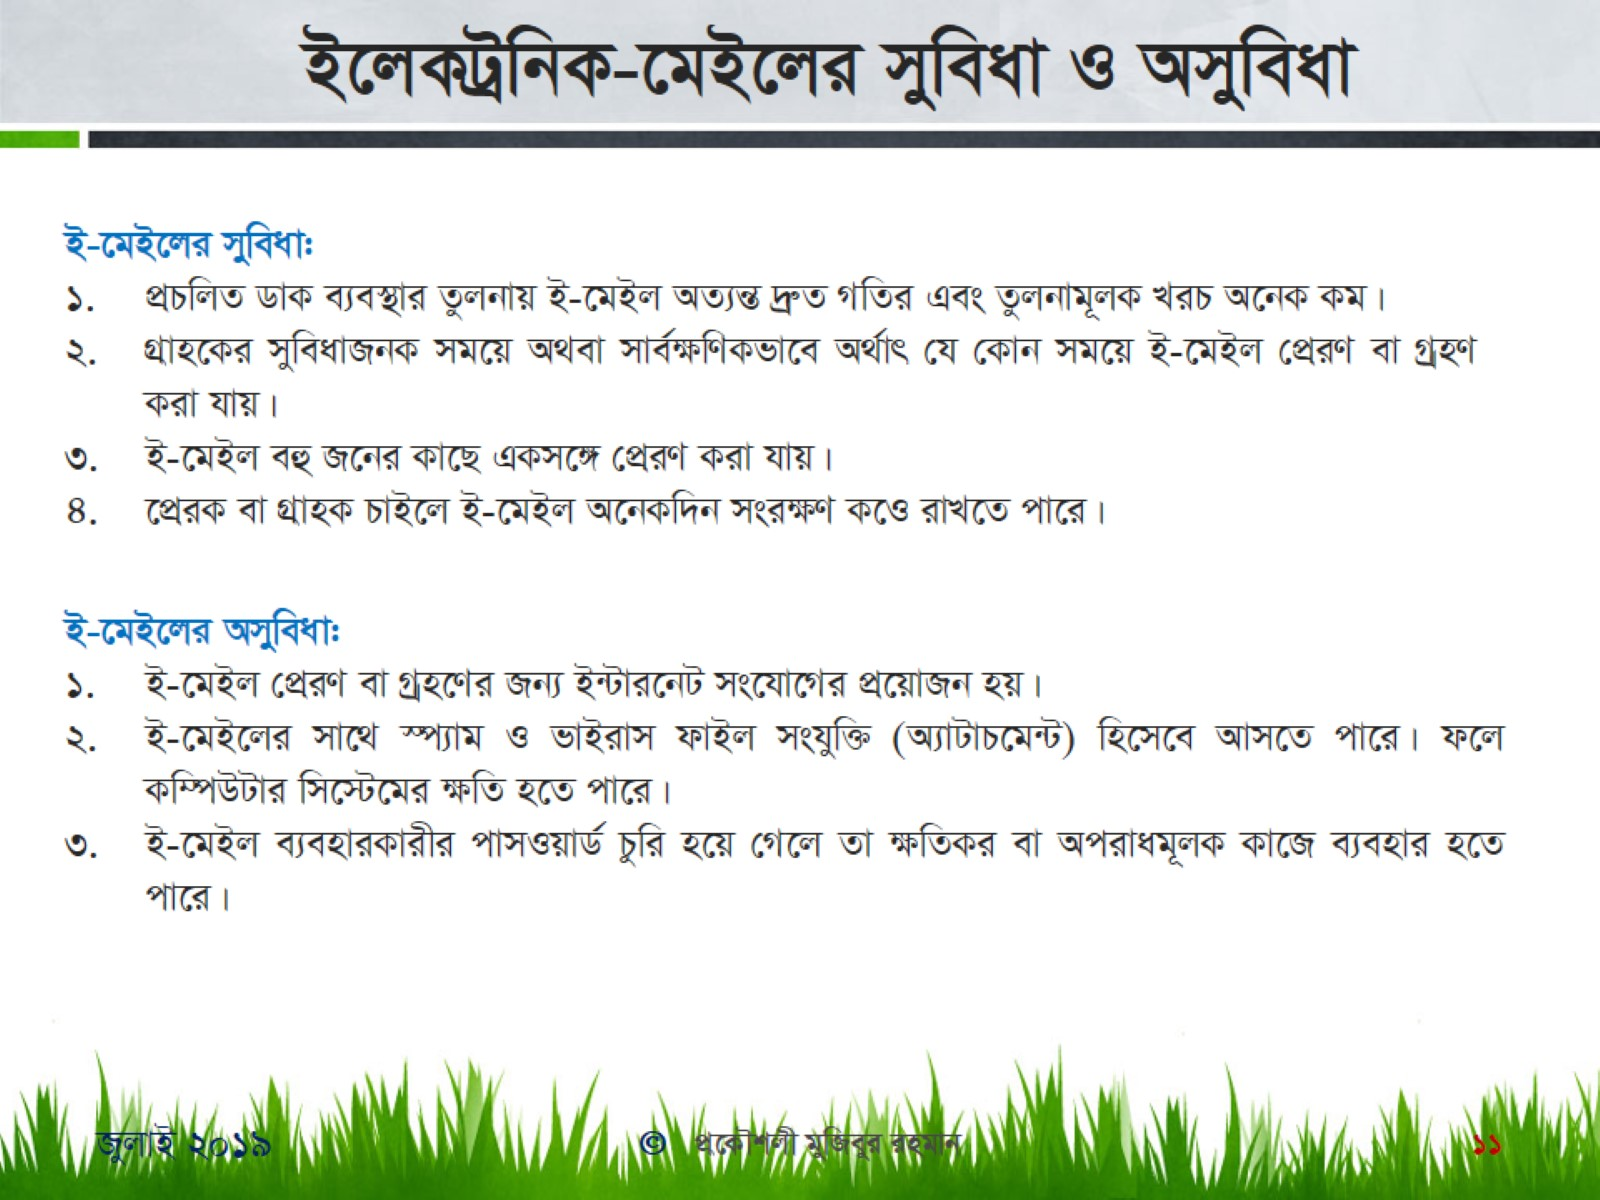 ইলেকট্রনিক-মেইলের সুবিধা ও অসুবিধা
ই-মেইলের সুবিধাঃ
১. প্রচলিত ডাক ব্যবস্থার তুলনায় ই-মেইল অত্যন্ত দ্রুত গতির এবং তুলনামূলক খরচ অনেক কম।
২. গ্রাহকের সুবিধাজনক সময়ে অথবা সার্বক্ষণিকভাবে অর্থাৎ যে কোন সময়ে ই-মেইল প্রেরণ বা গ্রহণ
করা যায়।
৩. ই-মেইল বহু জনের কাছে একসঙ্গে প্রেরণ করা যায়।
৪. প্রেরক বা গ্রাহক চাইলে ই-মেইল অনেকদিন সংরক্ষণ কওে রাখতে পারে।
ই-মেইলের অসুবিধাঃ
১. ই-মেইল প্রেরণ বা গ্রহণের জন্য ইন্টারনেট সংযোগের প্রয়োজন হয়।
২. ই-মেইলের সাথে স্প্যাম ও ভাইরাস ফাইল সংযুক্তি (অ্যাটাচমেন্ট) হিসেবে আসতে পারে। ফলে
কম্পিউটার সিস্টেমের ক্ষতি হতে পারে।
৩. ই-মেইল ব্যবহারকারীর পাসওয়ার্ড চুরি হয়ে গেলে তা ক্ষতিকর বা অপরাধমূলক কাজে ব্যবহার হতে
পারে।
জুলাই ২০১৯ © প্রকৌশলী মুজিবুর রহমান ১১